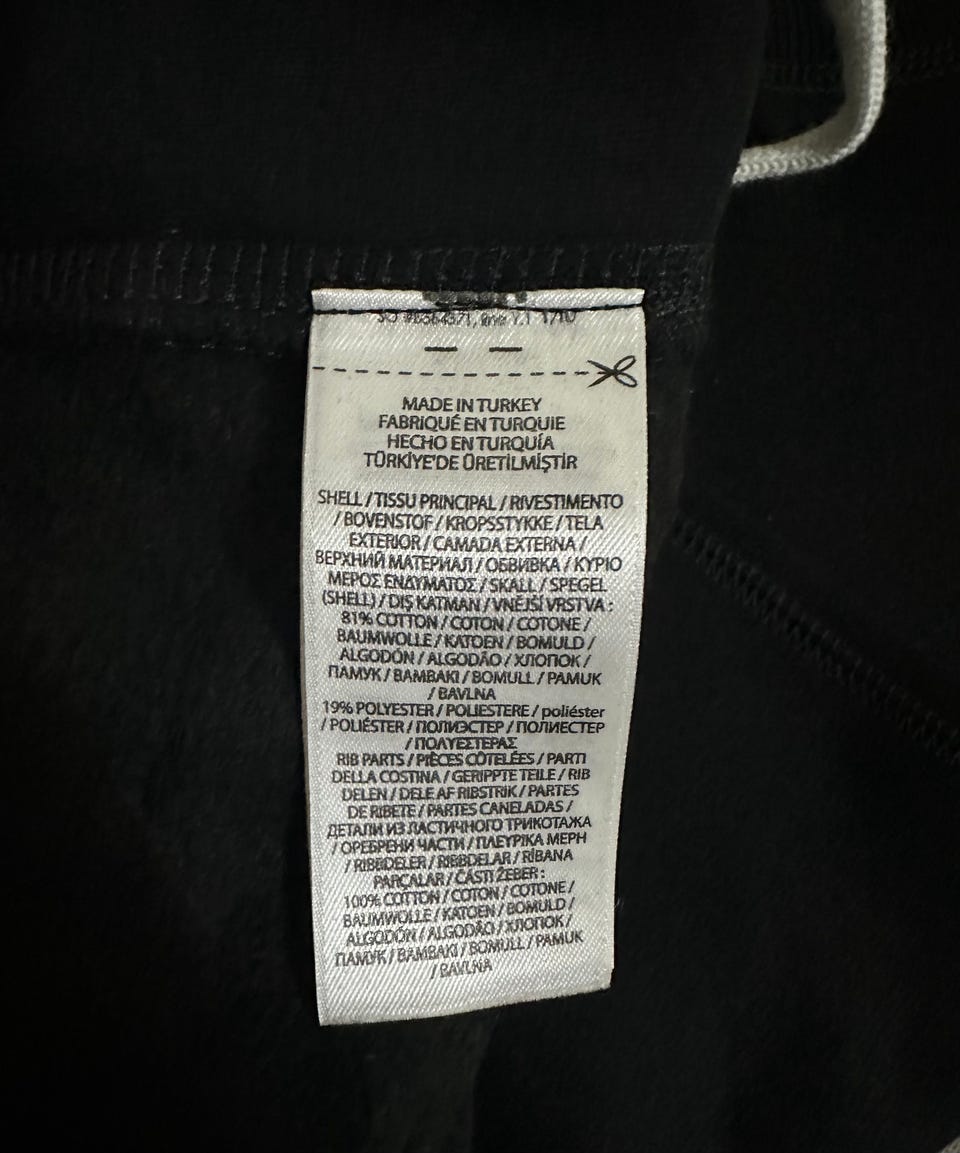 MADE IN TURKEY
FABRIQUÉ EN TURQUIE
HECHO EN TURQUÍA
TÜRKİYE'DE ÜRETİLMİŞTİR
SHELL / TISSU PRINCIPAL / RIVESTIMENTO
/ BOVENSTOF / KROPSSTYKKE / TELA
EXTERIOR / CAMADA EXTERNA /
ВЕРХНИЙ МАТЕРИАЛ / ОБВИВКА / ΚΥΡΙΟ
ΜΕΡΟΣ ΕΝΔΥΜΑΤΟΣ / SKALL / SPEGEL
(SHELL) / DIŞ KATMAN / VNĚJŠÍ VRSTVA :
81% COTTON / COTON / COTONE /
BAUMWOLLE / KATOEN / BOMULD /
ALGODÓN / ALGODÃO / ХЛОПОК /
ПАМУК / ΒΑΜΒΑΚΙ / BOMULL / PAMUK
/ BAVLNA
19% POLYESTER / POLIESTERE / poliéster
/ POLIÉSTER / ПОЛИЭСТЕР / ПОЛИЕСТЕР
/ ΠΟΛΥΕΣΤΕΡΑΣ
RIB PARTS / PIÈCES CÔTELÉES / PARTI
DELLA COSTINA / GERIPPTE TEILE / RIB
DELEN / DELE AF RIBSTRIK / PARTES
DE RIBETE / PARTES CANELADAS /
ДЕТАЛИ ИЗ ЛАСТИЧНОГО ТРИКОТАЖА
/ ОРЕБРЕНИ ЧАСТИ / ΠΛΕΥΡΙΚΑ ΜΕΡΗ
/ RIBBDELER / RIBBDELAR / RİBANA
PARÇALAR / ČÁSTI ŽEBER :
100% COTTON / COTON / COTONE /
BAUMWOLLE / KATOEN / BOMULD /
ALGODÓN / ALGODÃO / ХЛОПОК /
ПАМУК / ΒΑΜΒΑΚΙ / BOMULL / PAMUK
/ BAVLNA